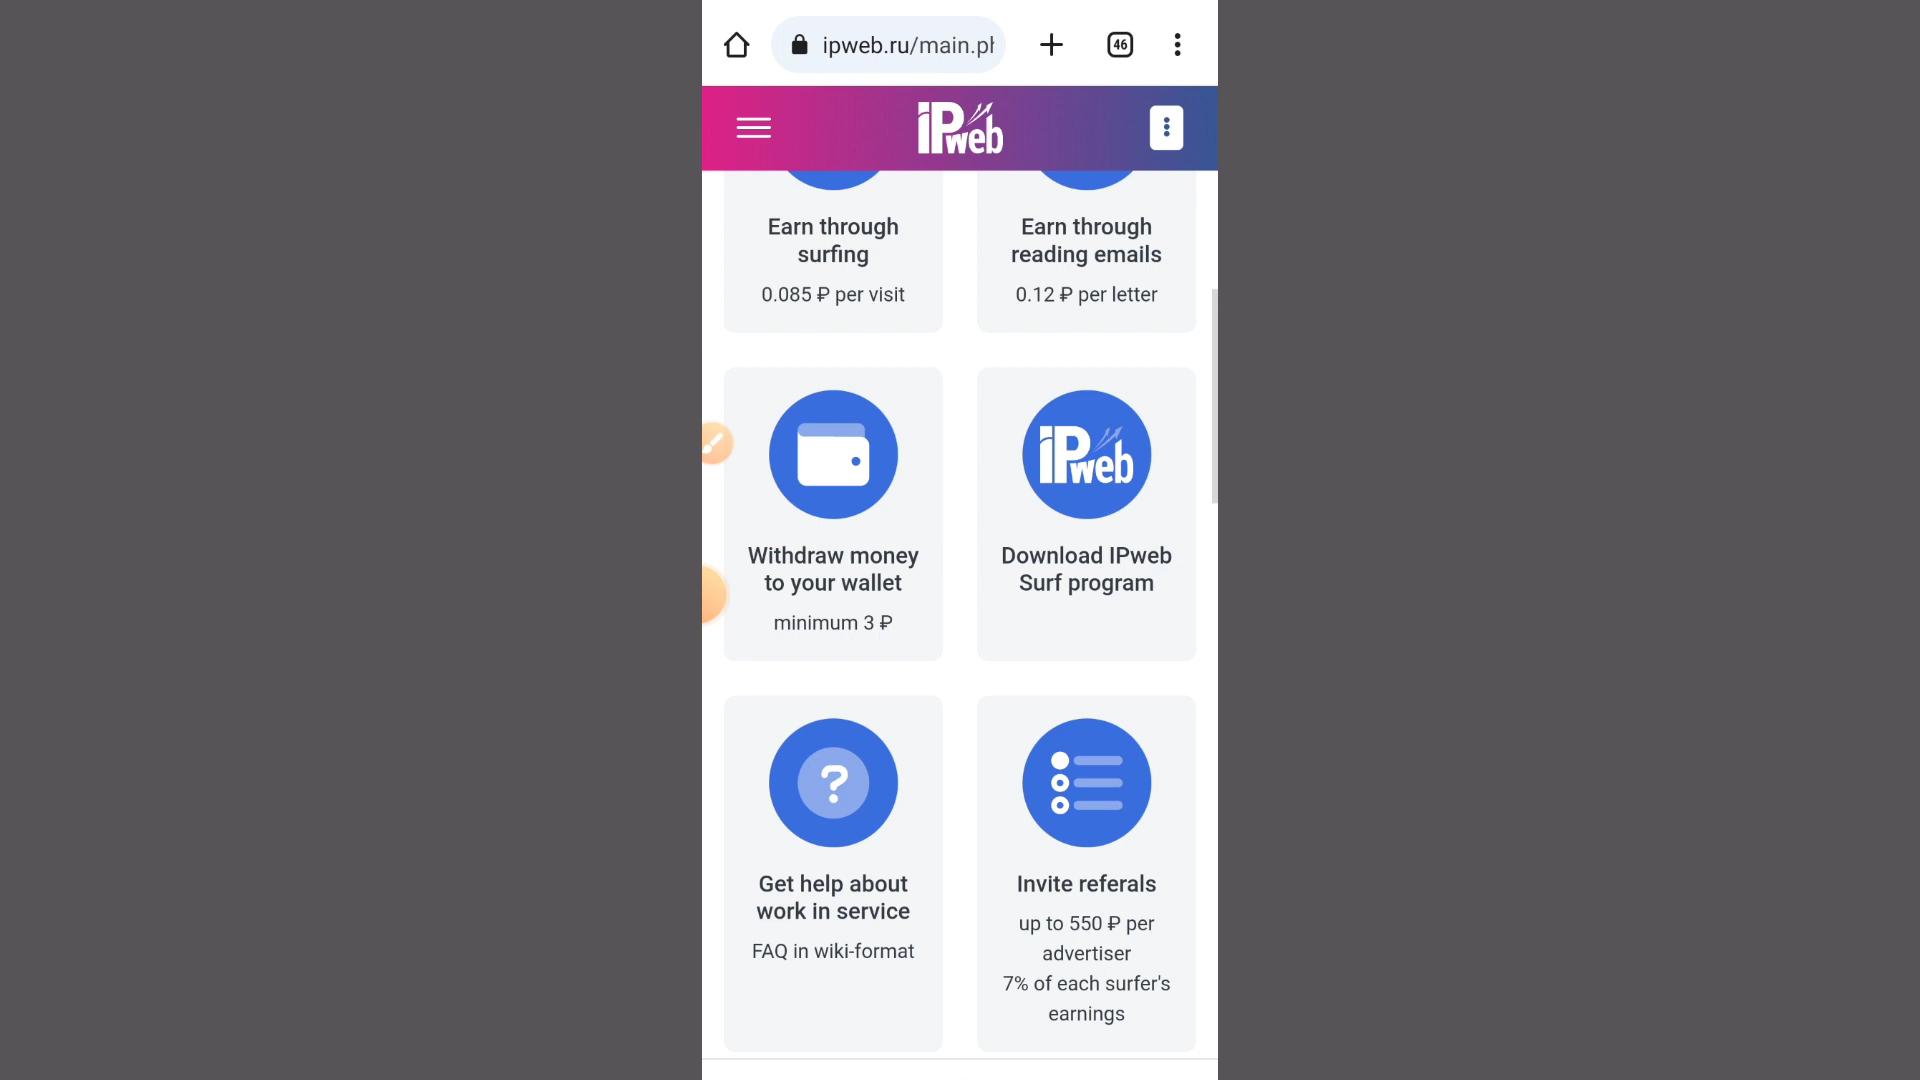 ipweb.ru/main.ph
46
iPweb
Earn through
surfing
0.085 ₽ per visit
Earn through
reading emails
0.12 ₽ per letter
Withdraw money
to your wallet
minimum 3 ₽
iPweb
Download IPweb
Surf program
?
Get help about
work in service
FAQ in wiki-format
Invite referals
up to 550 ₽ per
advertiser
7% of each surfer's
earnings